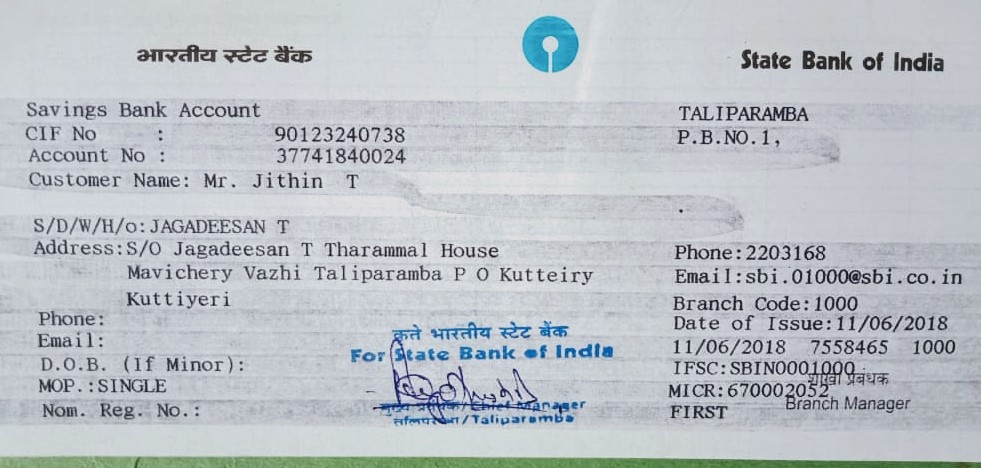 भारतीय स्टेट बैंक
State Bank of India
Savings Bank Account
CIF No : 90123240738
Account No : 37741840024
Customer Name: Mr. Jithin T
TALIPARAMBA
P.B.NO.1,
S/D/W/H/o:JAGADEESAN T
Address:S/O Jagadeesan T Tharammal House
Mavichery Vazhi Taliparamba P O Kutteiry
Kuttiyeri
Phone:
Email:
D.O.B. (If Minor):
MOP.:SINGLE
Nom. Reg. No.:
Phone:2203168
Email:sbi.01000@sbi.co.in
Branch Code:1000
Date of Issue:11/06/2018
11/06/2018 7558465 1000
IFSC:SBIN0001000
MICR:670002052
FIRST
शाखा प्रबंधक
Branch Manager
कृते भारतीय स्टेट बैंक
For State Bank of India
Chief Manager
/Taliparamba